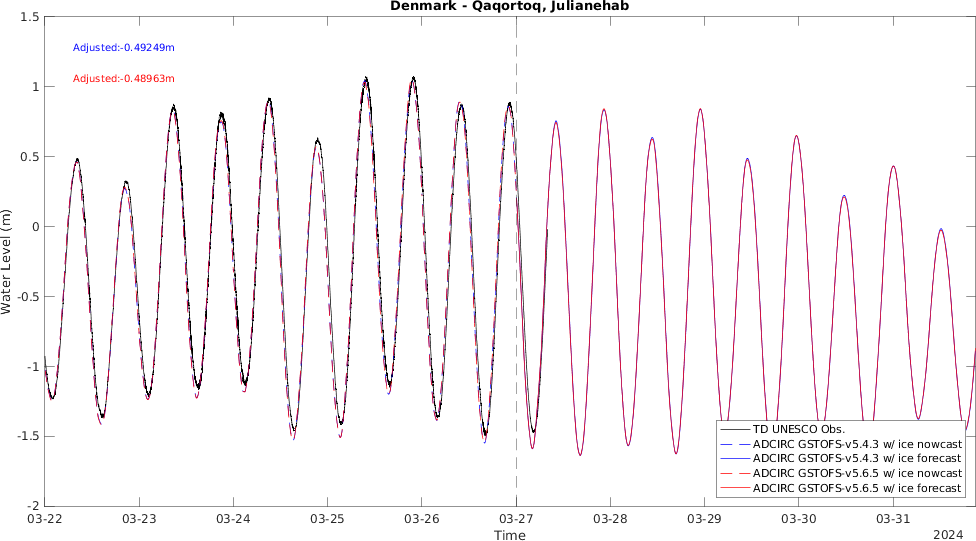 Denmark - Qaqortoq, Julianehab
1.5
1
0.5
0
-0.5
-1
-1.5
-2
Water Level (m)
Adjusted:-0.49249m
Adjusted:-0.48963m
TD UNESCO Obs.
ADCIRC GSTOFS-v5.4.3 w/ ice nowcast
ADCIRC GSTOFS-v5.4.3 w/ ice forecast
ADCIRC GSTOFS-v5.6.5 w/ ice nowcast
ADCIRC GSTOFS-v5.6.5 w/ ice forecast
03-22 03-23 03-24 03-25 03-26 03-27 03-28 03-29 03-30 03-31
Time
2024